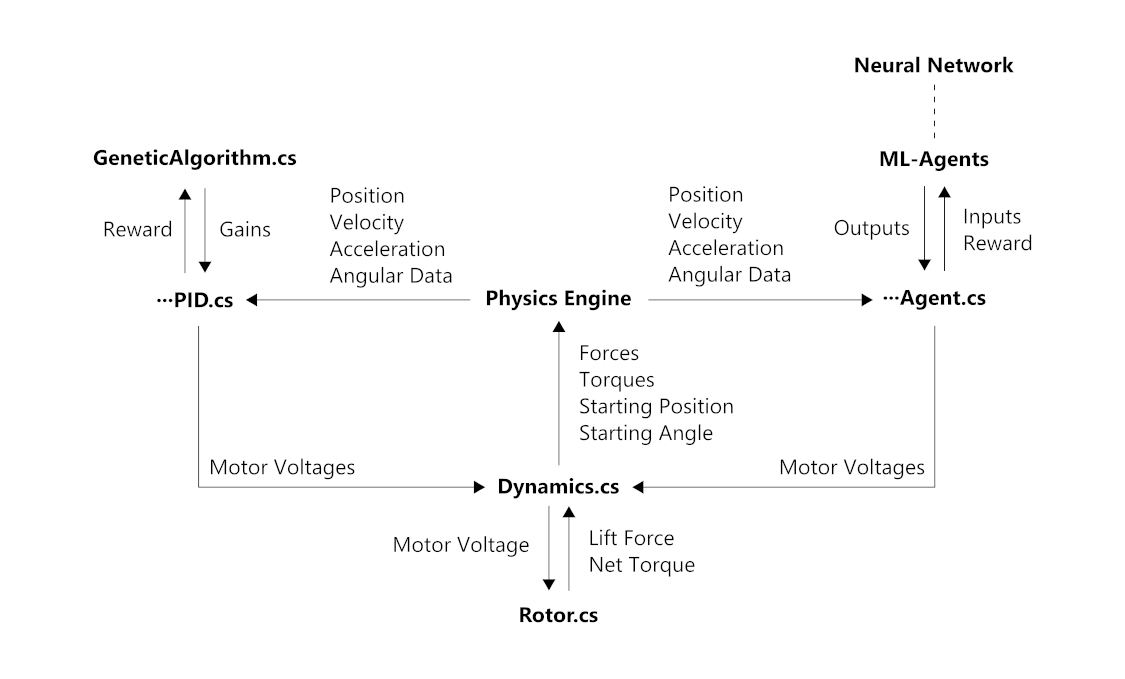 Neural Network
GeneticAlgorithm.cs
ML-Agents
Reward
Gains
Position
Velocity
Acceleration
Angular Data
Position
Velocity
Acceleration
Angular Data
Outputs
Inputs
Reward
···PID.cs
Physics Engine
···Agent.cs
Forces
Torques
Starting Position
Starting Angle
Motor Voltages
Motor Voltages
Dynamics.cs
Motor Voltage
Lift Force
Net Torque
Rotor.cs